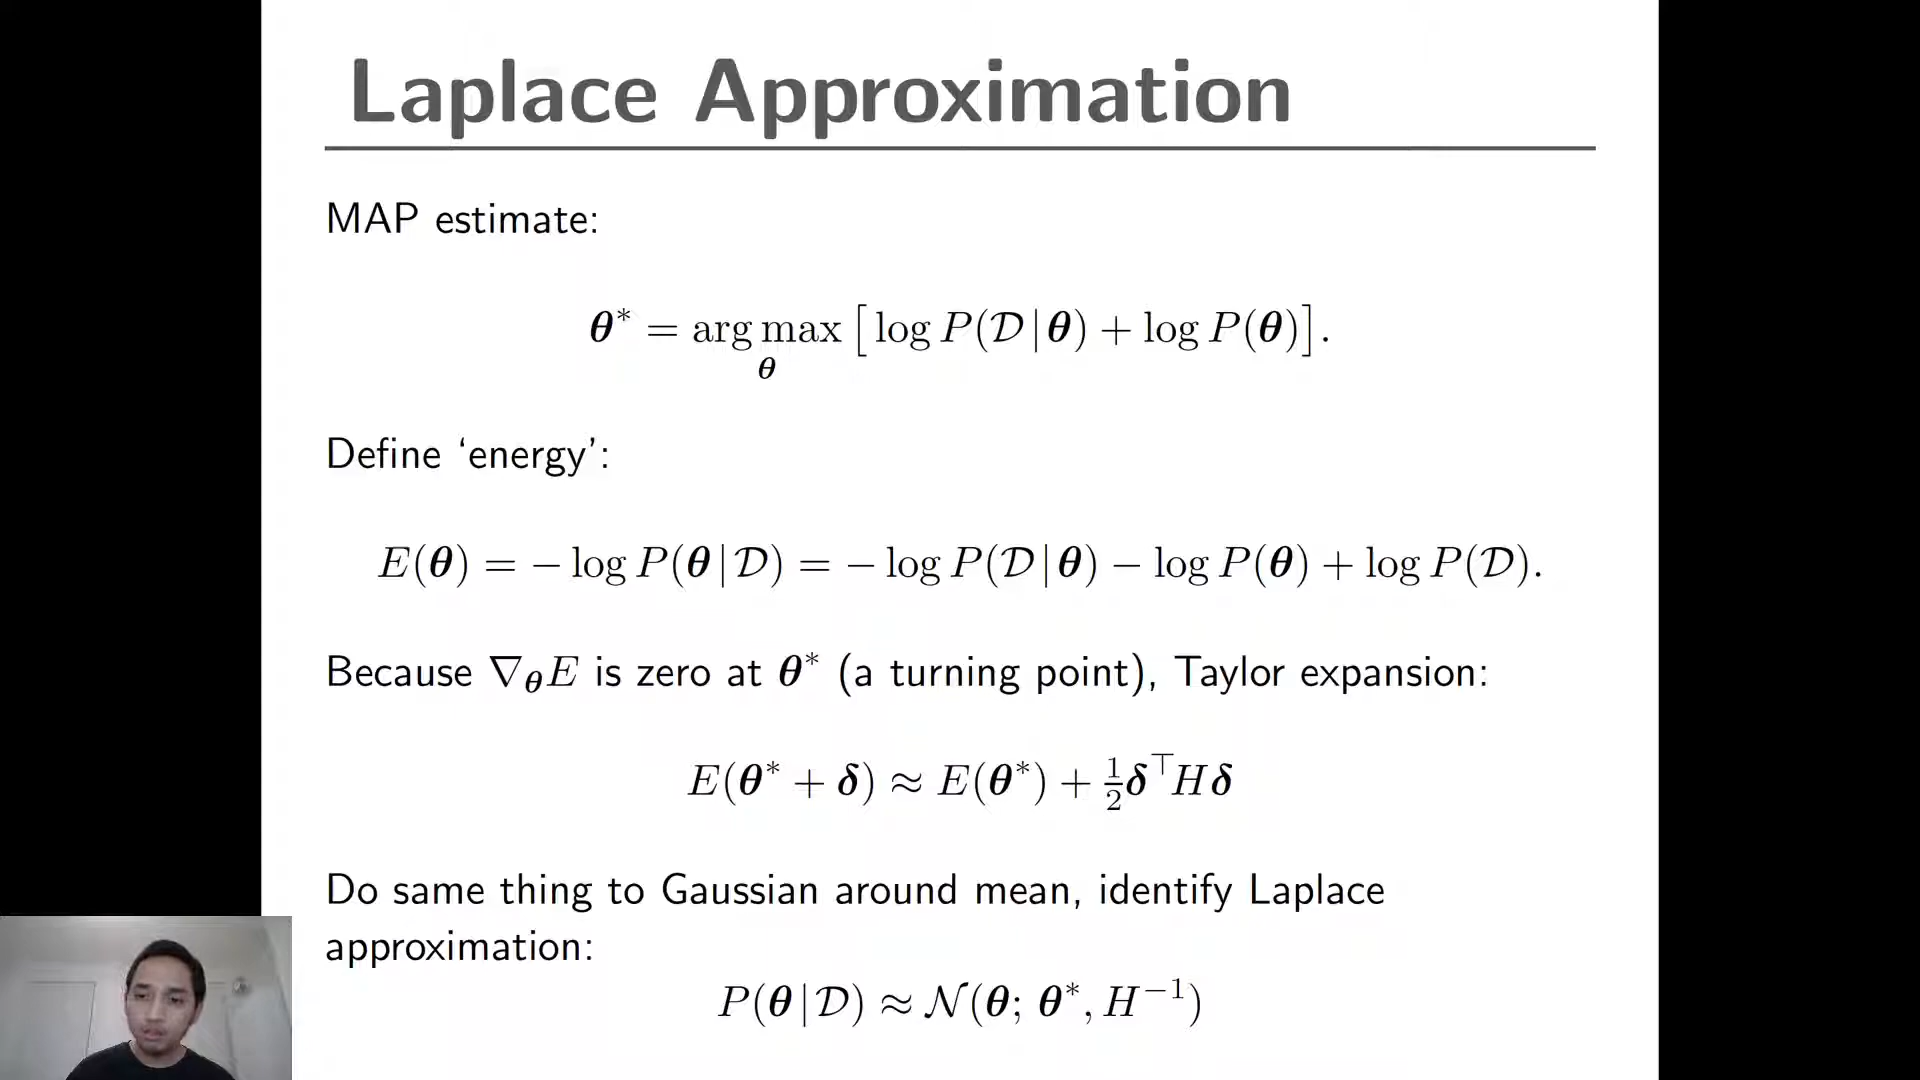 Laplace Approximation
MAP estimate:
θ* = arg max [ log P(D | θ) + log P(θ) ].
θ
Define ‘energy’:
E(θ) = − log P(θ | D) = − log P(D | θ) − log P(θ) + log P(D).
Because ∇θE is zero at θ* (a turning point), Taylor expansion:
E(θ* + δ) ≈ E(θ*) + ½δ⊤Hδ
Do same thing to Gaussian around mean, identify Laplace
approximation:
P(θ | D) ≈ N(θ; θ*, H⁻¹)